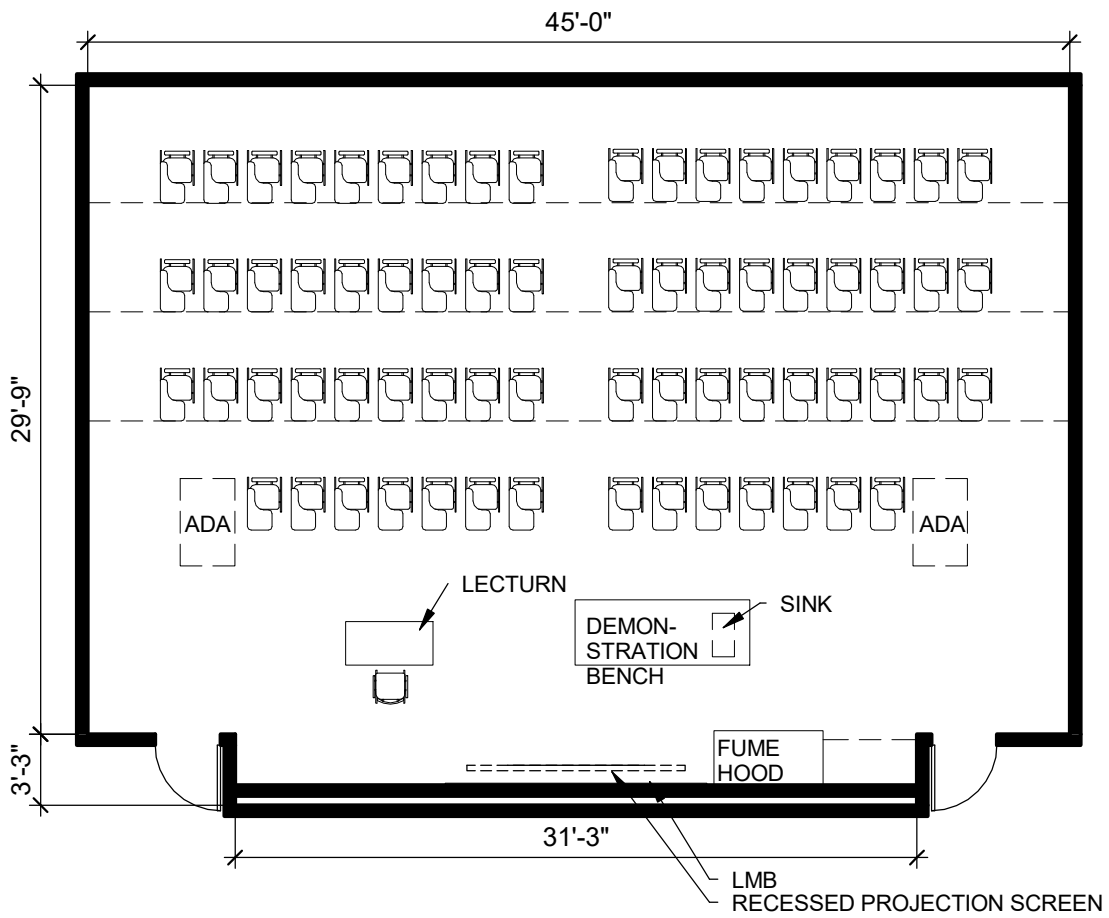 45'-0"
29'-9"
ADA
ADA
LECTURN
SINK
DEMON-
STRATION
BENCH
3'-3"
FUME
HOOD
31'-3"
LMB
RECESSED PROJECTION SCREEN